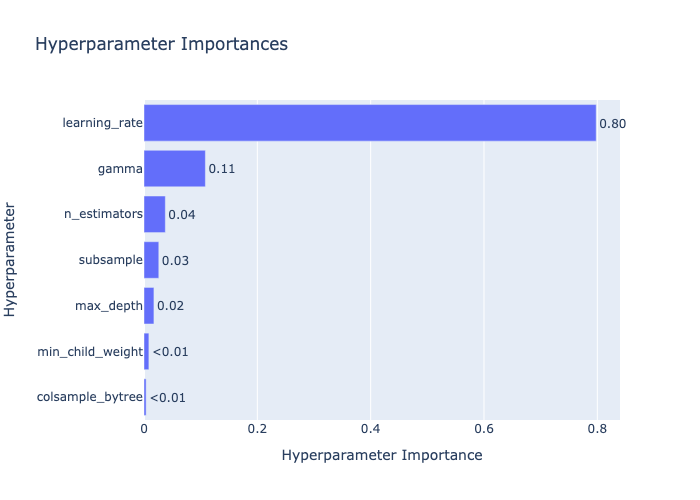 Hyperparameter Importances
Hyperparameter
learning_rate 0.80
gamma 0.11
n_estimators 0.04
subsample 0.03
max_depth 0.02
min_child_weight <0.01
colsample_bytree <0.01
0 0.2 0.4 0.6 0.8
Hyperparameter Importance